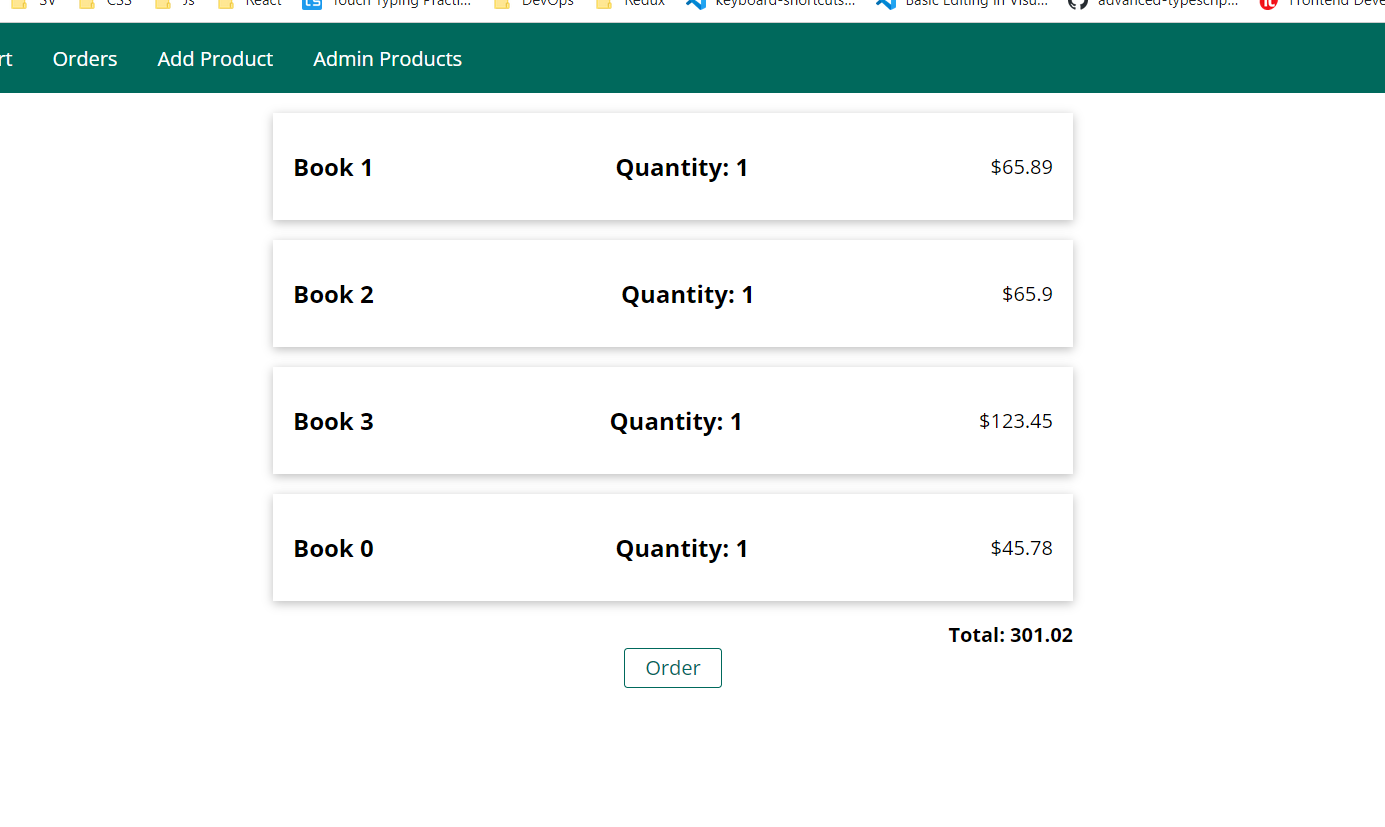 SV CSS JS React Touch Typing Practi... DevOps Redux keyboard-shortcuts... Basic Editing in Visu... advanced-typescrip... Frontend Deve
rt Orders Add Product Admin Products
Book 1 Quantity: 1 $65.89
Book 2 Quantity: 1 $65.9
Book 3 Quantity: 1 $123.45
Book 0 Quantity: 1 $45.78
Total: 301.02
Order